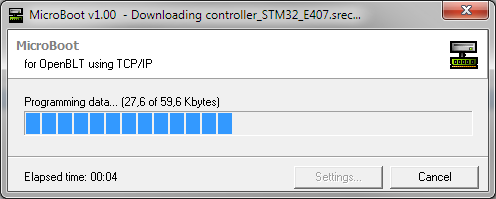 MicroBoot v1.00 - Downloading controller_STM32_E407.srec...
MicroBoot
for OpenBLT using TCP/IP
Programming data... (27,6 of 59,6 Kbytes)
Elapsed time: 00:04
Settings...
Cancel